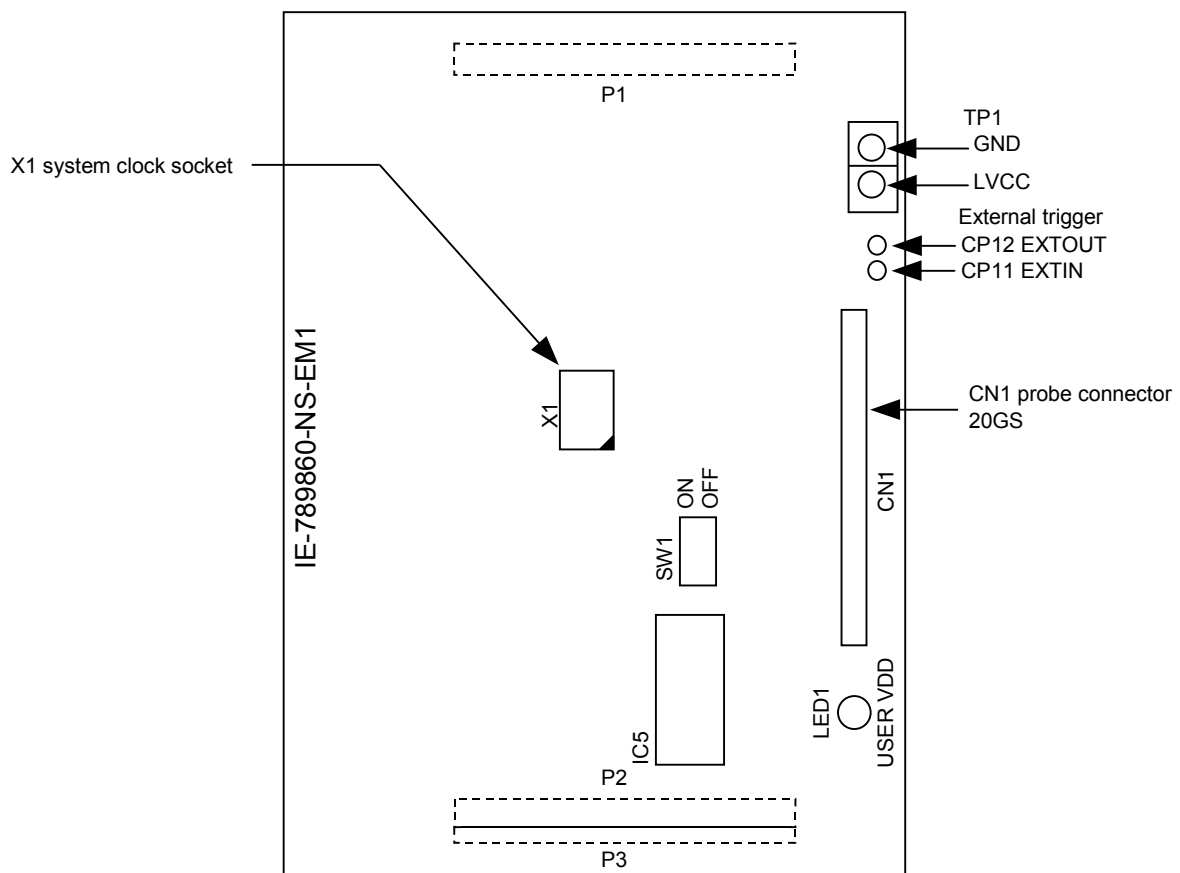 P1
TP1
GND
LVCC
X1 system clock socket
External trigger
CP12 EXTOUT
CP11 EXTIN
IE-789860-NS-EM1
X1
CN1 probe connector
20GS
CN1
ON
OFF
SW1
LED1
USER VDD
IC5
P2
P3